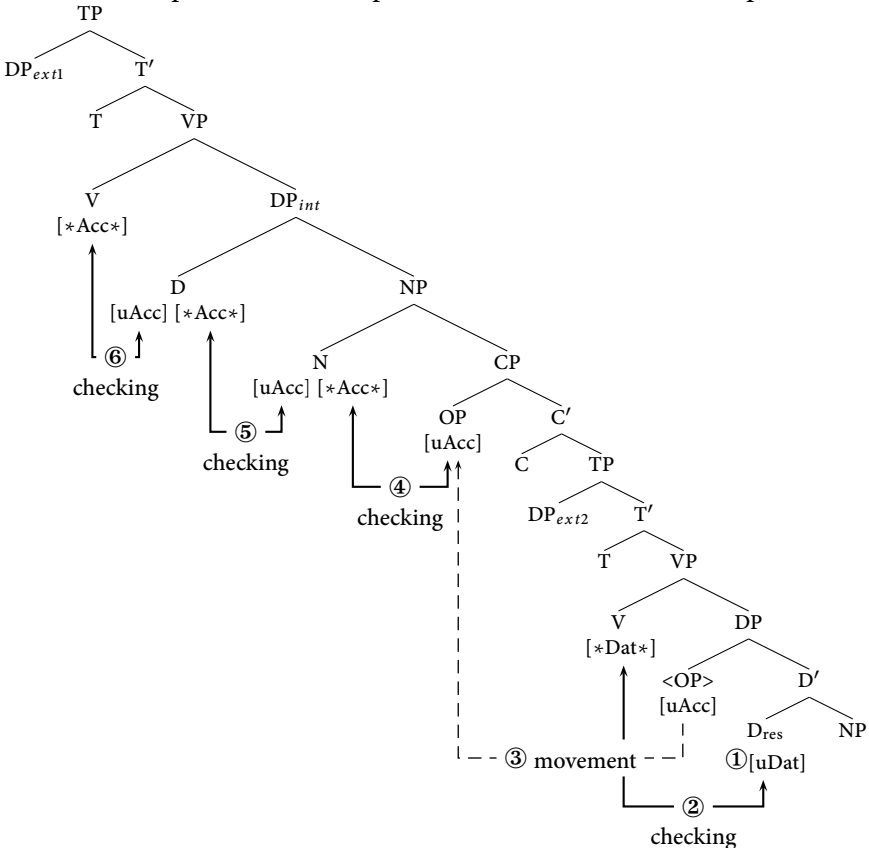 TP
DPext1 T′
T VP
V DPint
[∗Acc∗]
D NP
[uAcc] [∗Acc∗]
N CP
⑥ [uAcc] [∗Acc∗]
checking
OP C′
[uAcc]
⑤
checking
C TP
④
checking
DPext2 T′
T VP
V DP
[∗Dat∗]
<OP> D′
[uAcc]
Dres NP
③ movement ①[uDat]
②
checking